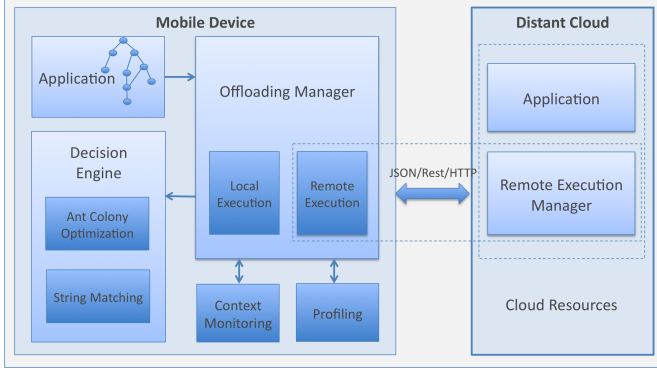 Mobile Device
Application
Offloading Manager
Decision
Engine
Ant Colony
Optimization
String Matching
Local
Execution
Remote
Execution
Context
Monitoring
Profiling
JSON/Rest/HTTP
Distant Cloud
Application
Remote Execution
Manager
Cloud Resources